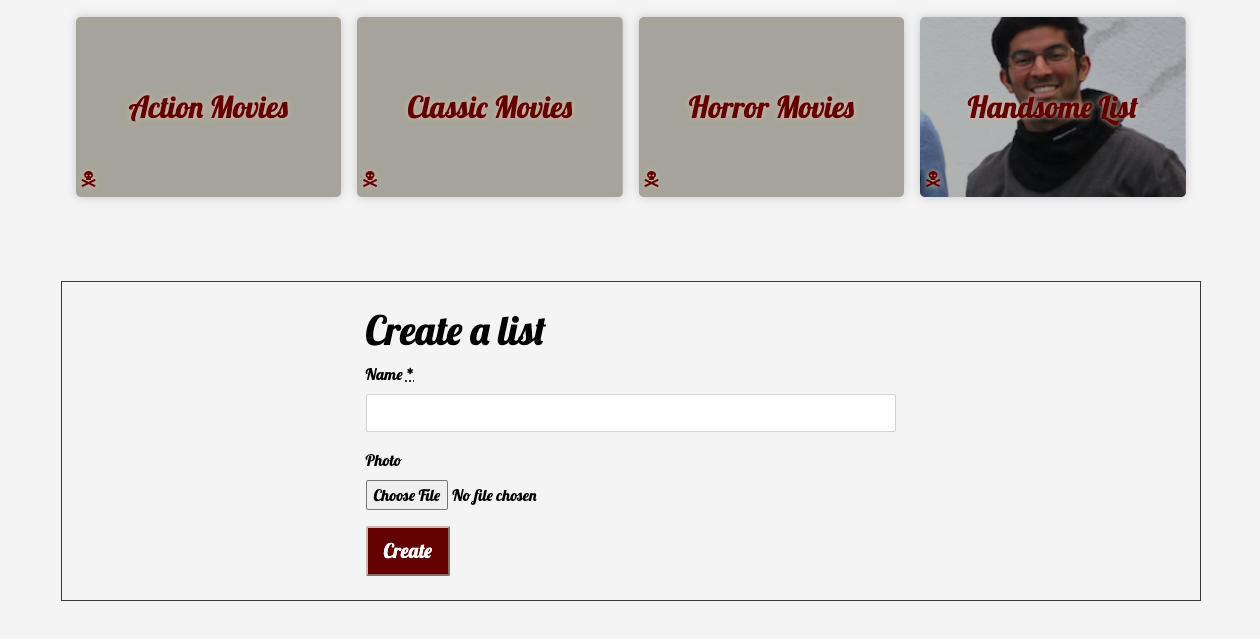 Action Movies
Classic Movies
Horror Movies
Handsome List
Create a list
Name *
Photo
Choose File No file chosen
Create